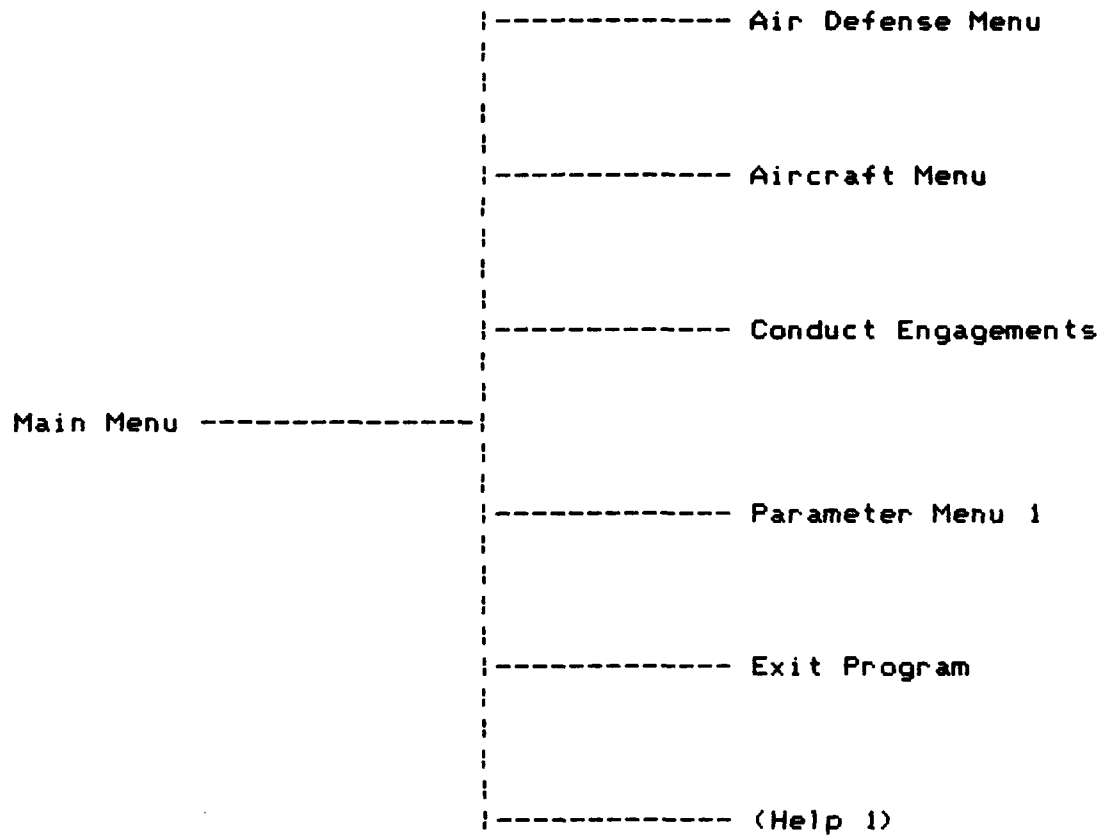 Air Defense Menu
Aircraft Menu
Conduct Engagements
Main Menu
Parameter Menu 1
Exit Program
(Help 1)